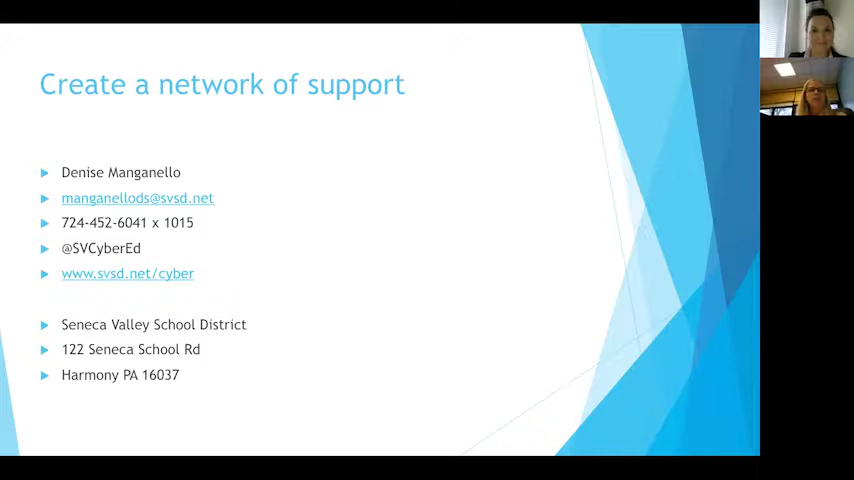 Create a network of support
Denise Manganello
manganellods@svsd.net
724-452-6041 x 1015
@SVCyberEd
www.svsd.net/cyber
Seneca Valley School District
122 Seneca School Rd
Harmony PA 16037